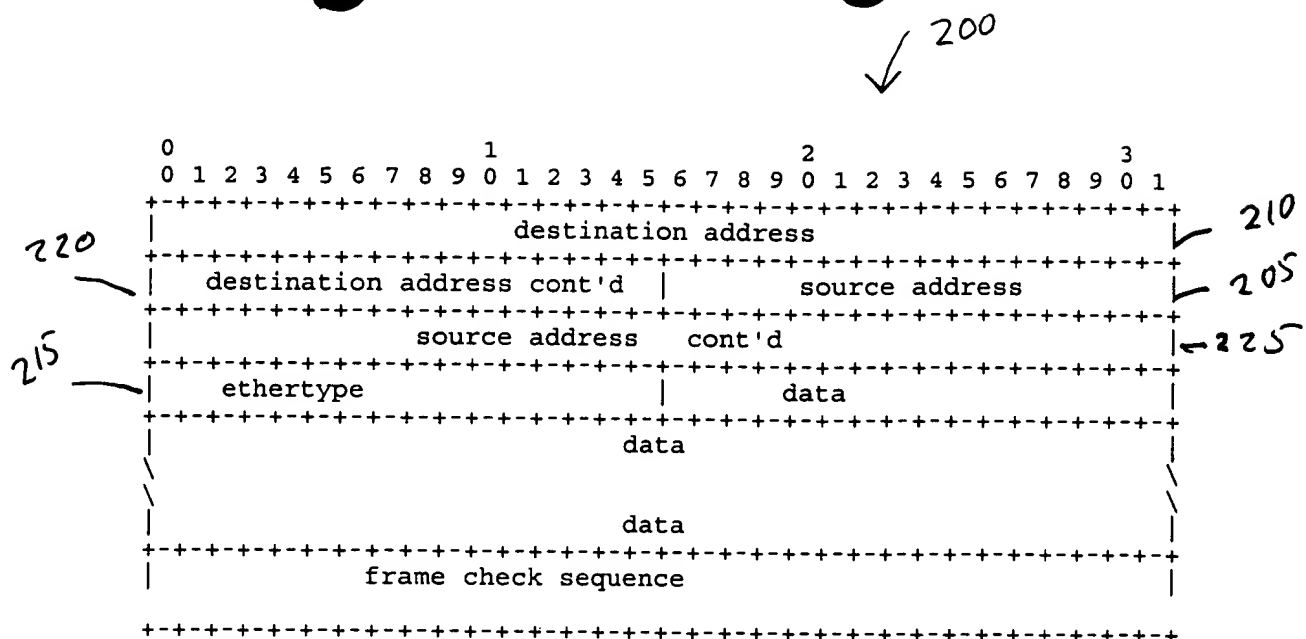 200
0 1 2 3
0 1 2 3 4 5 6 7 8 9 0 1 2 3 4 5 6 7 8 9 0 1 2 3 4 5 6 7 8 9 0 1
+-+-+-+-+-+-+-+-+-+-+-+-+-+-+-+-+-+-+-+-+-+-+-+-+-+-+-+-+-+-+-+-+
| destination address | 210
+-+-+-+-+-+-+-+-+-+-+-+-+-+-+-+-+-+-+-+-+-+-+-+-+-+-+-+-+-+-+-+-+
220 | destination address cont'd | source address | 205
+-+-+-+-+-+-+-+-+-+-+-+-+-+-+-+-+-+-+-+-+-+-+-+-+-+-+-+-+-+-+-+-+
| source address cont'd | 225
+-+-+-+-+-+-+-+-+-+-+-+-+-+-+-+-+-+-+-+-+-+-+-+-+-+-+-+-+-+-+-+-+
215 | ethertype | data |
+-+-+-+-+-+-+-+-+-+-+-+-+-+-+-+-+-+-+-+-+-+-+-+-+-+-+-+-+-+-+-+-+
| data |
\ \
\ \
| data |
+-+-+-+-+-+-+-+-+-+-+-+-+-+-+-+-+-+-+-+-+-+-+-+-+-+-+-+-+-+-+-+-+
| frame check sequence |
+-+-+-+-+-+-+-+-+-+-+-+-+-+-+-+-+-+-+-+-+-+-+-+-+-+-+-+-+-+-+-+-+